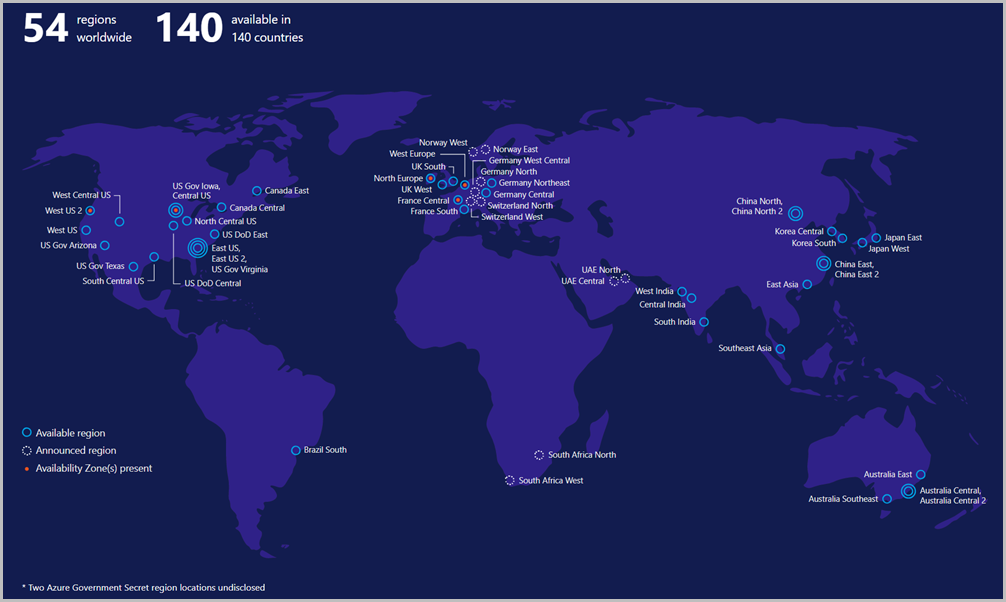 54 regions worldwide
140 available in 140 countries
Norway West
Norway East
West Europe
Germany West Central
UK South
Germany North
North Europe
Germany Northeast
UK West
Germany Central
France Central
Switzerland North
France South
Switzerland West
West Central US
US Gov Iowa,
Central US
Canada East
West US 2
Canada Central
North Central US
West US
US DoD East
US Gov Arizona
East US,
East US 2,
US Gov Virginia
US Gov Texas
South Central US
US DoD Central
China North,
China North 2
Korea Central
Korea South
Japan East
Japan West
China East,
China East 2
East Asia
UAE North
UAE Central
West India
Central India
South India
Southeast Asia
Available region
Announced region
Availability Zone(s) present
Brazil South
South Africa North
South Africa West
Australia East
Australia Central,
Australia Central 2
Australia Southeast
* Two Azure Government Secret region locations undisclosed